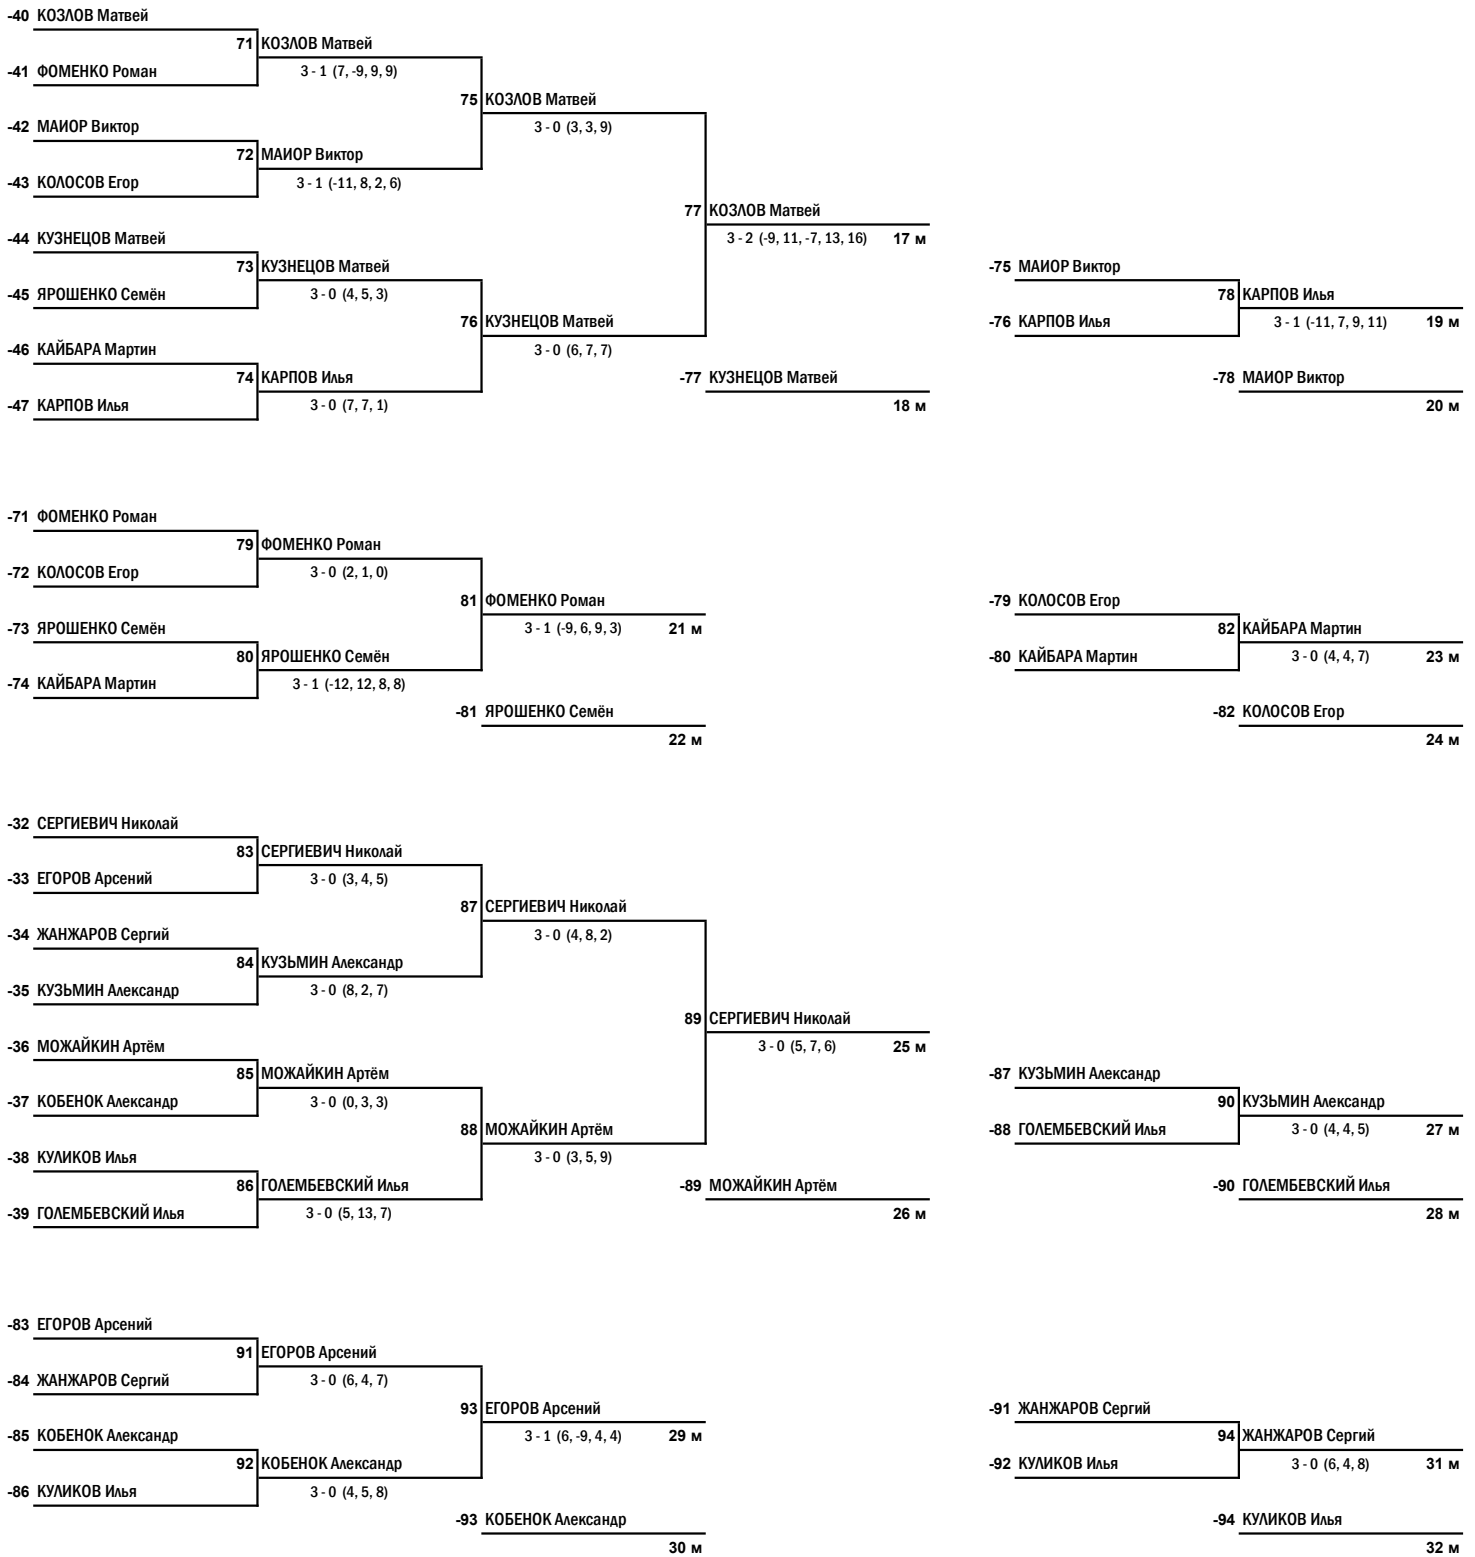 -40 КОЗЛОВ Матвей
71 КОЗЛОВ Матвей
-41 ФОМЕНКО Роман
3 - 1 (7, -9, 9, 9)
75 КОЗЛОВ Матвей
-42 МАИОР Виктор
3 - 0 (3, 3, 9)
72 МАИОР Виктор
-43 КОЛОСОВ Егор
3 - 1 (-11, 8, 2, 6)
77 КОЗЛОВ Матвей
-44 КУЗНЕЦОВ Матвей
3 - 2 (-9, 11, -7, 13, 16) 17 м
73 КУЗНЕЦОВ Матвей
-75 МАИОР Виктор
-45 ЯРОШЕНКО Семён
3 - 0 (4, 5, 3)
78 КАРПОВ Илья
76 КУЗНЕЦОВ Матвей
-76 КАРПОВ Илья
3 - 1 (-11, 7, 9, 11) 19 м
-46 КАЙБАРА Мартин
3 - 0 (6, 7, 7)
74 КАРПОВ Илья
-77 КУЗНЕЦОВ Матвей
-78 МАИОР Виктор
-47 КАРПОВ Илья
3 - 0 (7, 7, 1)
18 м
20 м
-71 ФОМЕНКО Роман
79 ФОМЕНКО Роман
-72 КОЛОСОВ Егор
3 - 0 (2, 1, 0)
81 ФОМЕНКО Роман
-79 КОЛОСОВ Егор
-73 ЯРОШЕНКО Семён
3 - 1 (-9, 6, 9, 3) 21 м
82 КАЙБАРА Мартин
80 ЯРОШЕНКО Семён
-80 КАЙБАРА Мартин
3 - 0 (4, 4, 7) 23 м
-74 КАЙБАРА Мартин
3 - 1 (-12, 12, 8, 8)
-81 ЯРОШЕНКО Семён
-82 КОЛОСОВ Егор
22 м
24 м
-32 СЕРГИЕВИЧ Николай
83 СЕРГИЕВИЧ Николай
-33 ЕГОРОВ Арсений
3 - 0 (3, 4, 5)
87 СЕРГИЕВИЧ Николай
-34 ЖАНЖАРОВ Сергий
3 - 0 (4, 8, 2)
84 КУЗЬМИН Александр
-35 КУЗЬМИН Александр
3 - 0 (8, 2, 7)
89 СЕРГИЕВИЧ Николай
-36 МОЖАЙКИН Артём
3 - 0 (5, 7, 6) 25 м
85 МОЖАЙКИН Артём
-87 КУЗЬМИН Александр
-37 КОБЕНОК Александр
3 - 0 (0, 3, 3)
90 КУЗЬМИН Александр
88 МОЖАЙКИН Артём
-88 ГОЛЕМБЕВСКИЙ Илья
3 - 0 (4, 4, 5) 27 м
-38 КУЛИКОВ Илья
3 - 0 (3, 5, 9)
86 ГОЛЕМБЕВСКИЙ Илья
-89 МОЖАЙКИН Артём
-90 ГОЛЕМБЕВСКИЙ Илья
-39 ГОЛЕМБЕВСКИЙ Илья
3 - 0 (5, 13, 7)
26 м
28 м
-83 ЕГОРОВ Арсений
91 ЕГОРОВ Арсений
-84 ЖАНЖАРОВ Сергий
3 - 0 (6, 4, 7)
93 ЕГОРОВ Арсений
-91 ЖАНЖАРОВ Сергий
-85 КОБЕНОК Александр
3 - 1 (6, -9, 4, 4) 29 м
94 ЖАНЖАРОВ Сергий
92 КОБЕНОК Александр
-92 КУЛИКОВ Илья
3 - 0 (6, 4, 8) 31 м
-86 КУЛИКОВ Илья
3 - 0 (4, 5, 8)
-93 КОБЕНОК Александр
-94 КУЛИКОВ Илья
30 м
32 м